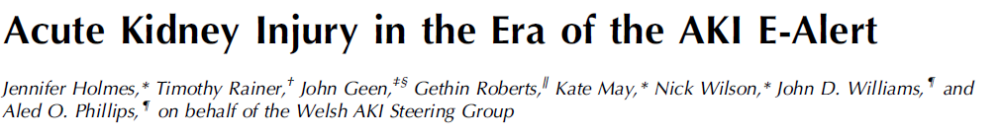 Acute Kidney Injury in the Era of the AKI E-Alert
Jennifer Holmes,* Timothy Rainer,† John Geen,‡§ Gethin Roberts,‖ Kate May,* Nick Wilson,* John D. Williams,¶ and
Aled O. Phillips,¶ on behalf of the Welsh AKI Steering Group